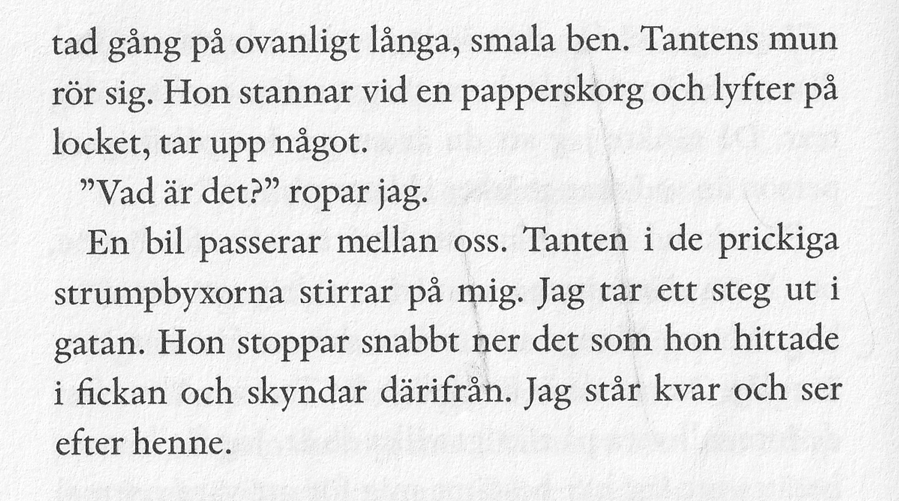 tad gång på ovanligt långa, smala ben. Tantens mun
rör sig. Hon stannar vid en papperskorg och lyfter på
locket, tar upp något.
”Vad är det?” ropar jag.
En bil passerar mellan oss. Tanten i de prickiga
strumpbyxorna stirrar på mig. Jag tar ett steg ut i
gatan. Hon stoppar snabbt ner det som hon hittade
i fickan och skyndar därifrån. Jag står kvar och ser
efter henne.